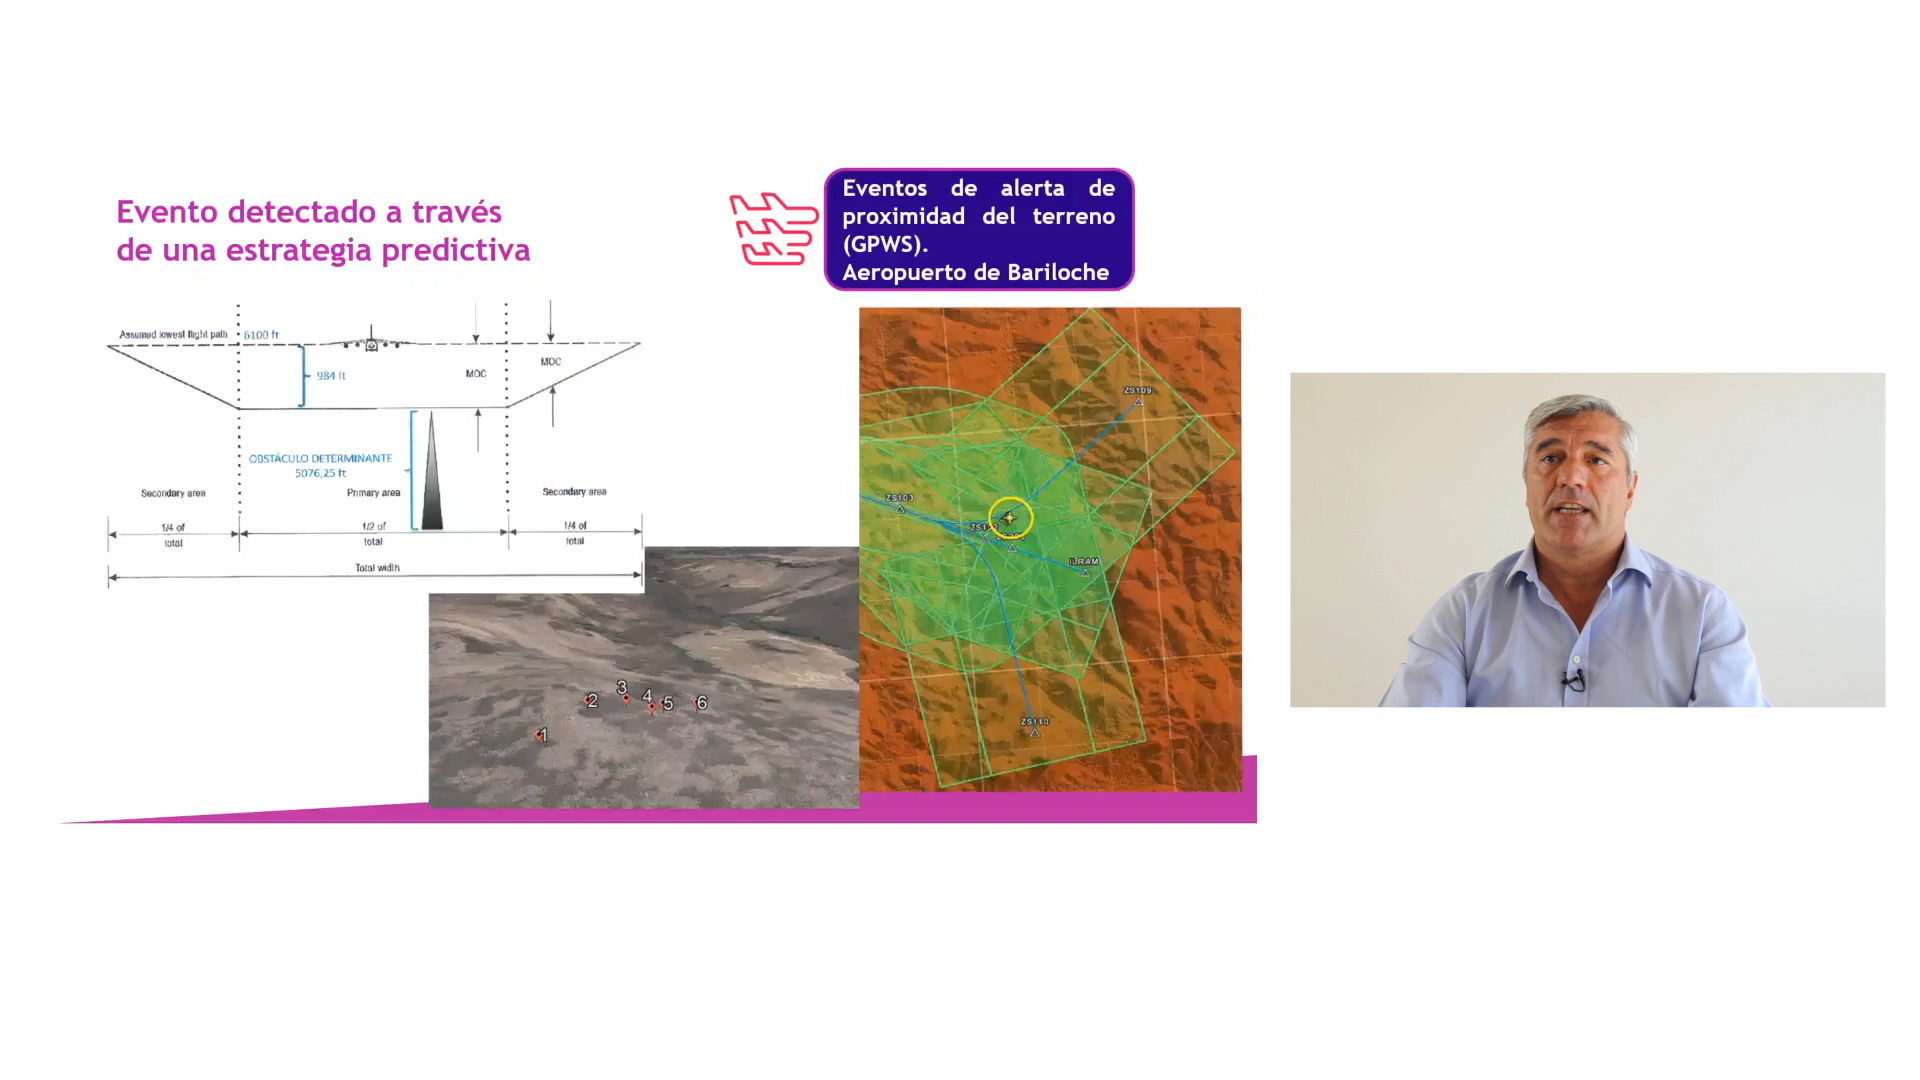 Evento detectado a través
de una estrategia predictiva
Eventos de alerta de
proximidad del terreno
(GPWS).
Aeropuerto de Bariloche
Assumed lowest flight path
6100 ft
984 ft
MOC
MOC
OBSTÁCULO DETERMINANTE
5076,25 ft
Secondary area
Primary area
Secondary area
1/4 of
total
1/2 of
total
1/4 of
total
Total width
1
2
3
4
5
6
ZS109
ZS103
ILRAM
ZS110